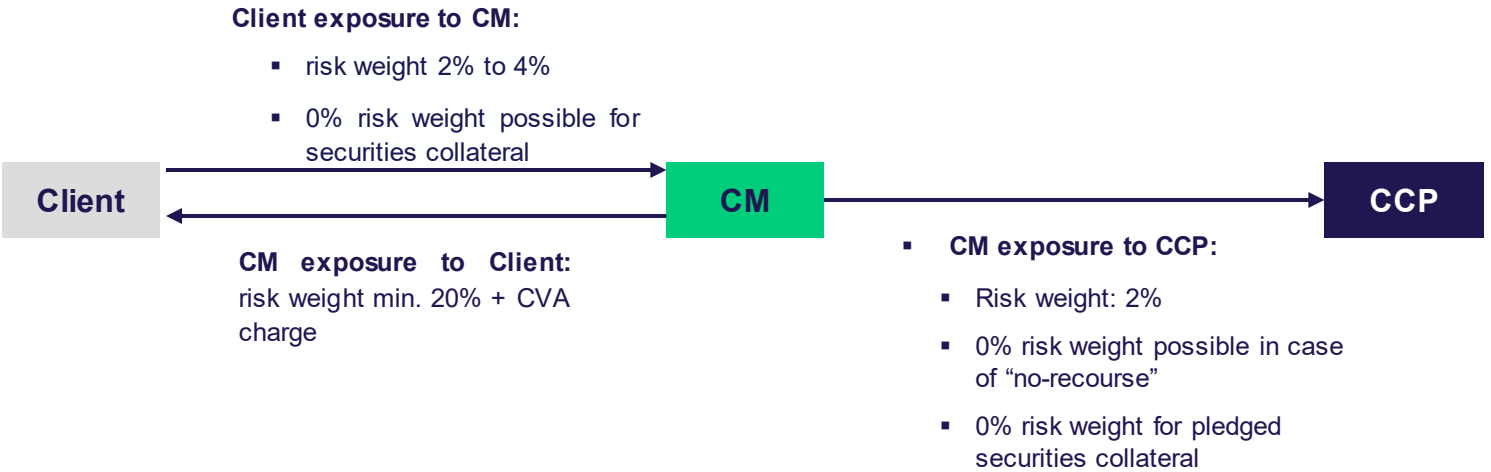 Client exposure to CM:
▪ risk weight 2% to 4%
▪ 0% risk weight possible for
securities collateral
Client
CM
CCP
CM exposure to Client:
risk weight min. 20% + CVA
charge
▪ CM exposure to CCP:
▪ Risk weight: 2%
▪ 0% risk weight possible in case
of “no-recourse”
▪ 0% risk weight for pledged
securities collateral